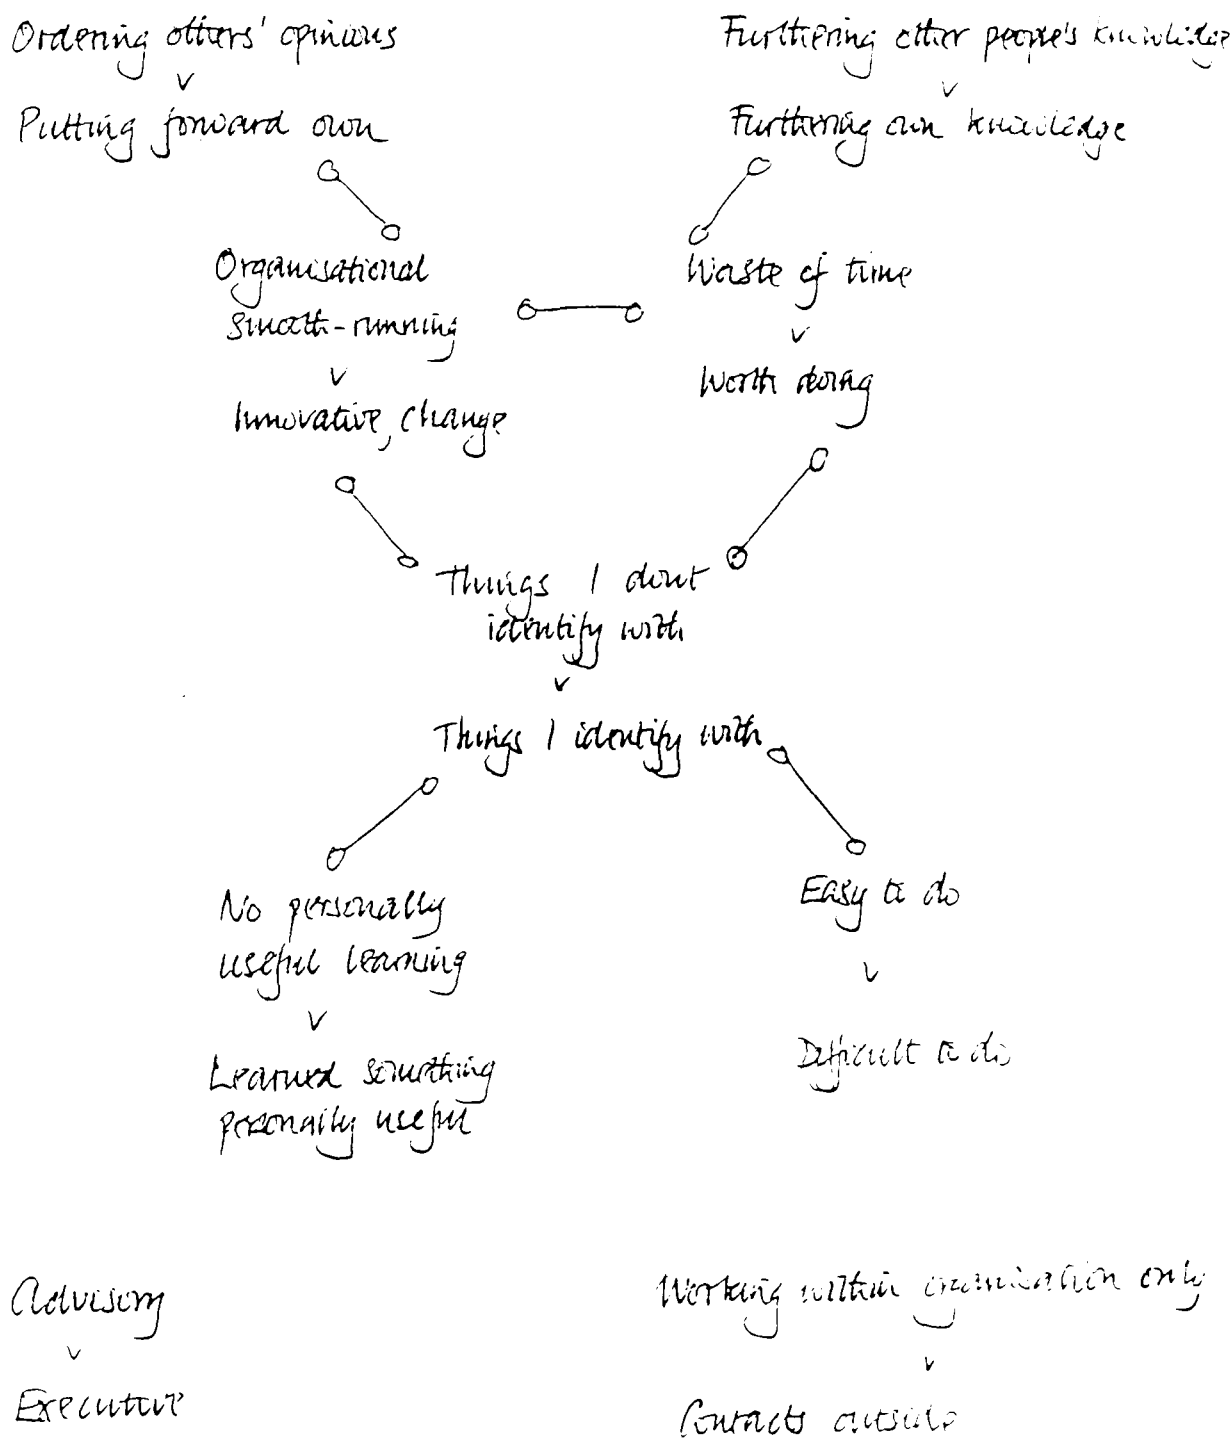 Ordering others' opinions
v
Putting forward own
Furthering other people's knowledge
v
Furthering own knowledge
Organisational
smooth-running
v
Innovative, change
Waste of time
v
Worth doing
Things I dont
identify with
v
Things I identify with
No personally
useful learning
v
Learned something
personally useful
Easy to do
v
Difficult to do
Advisory
v
Executive
Working within organisation only
v
Contacts outside